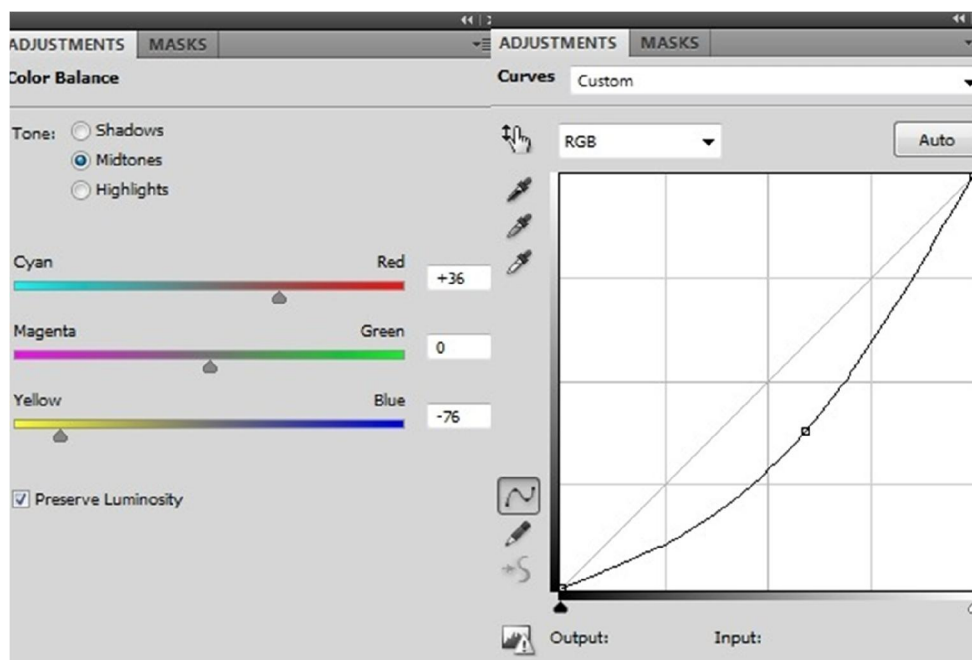 ADJUSTMENTS MASKS
Color Balance
Tone: Shadows
Midtones
Highlights
Cyan Red +36
Magenta Green 0
Yellow Blue -76
Preserve Luminosity
ADJUSTMENTS MASKS
Curves Custom
RGB Auto
Output: Input: